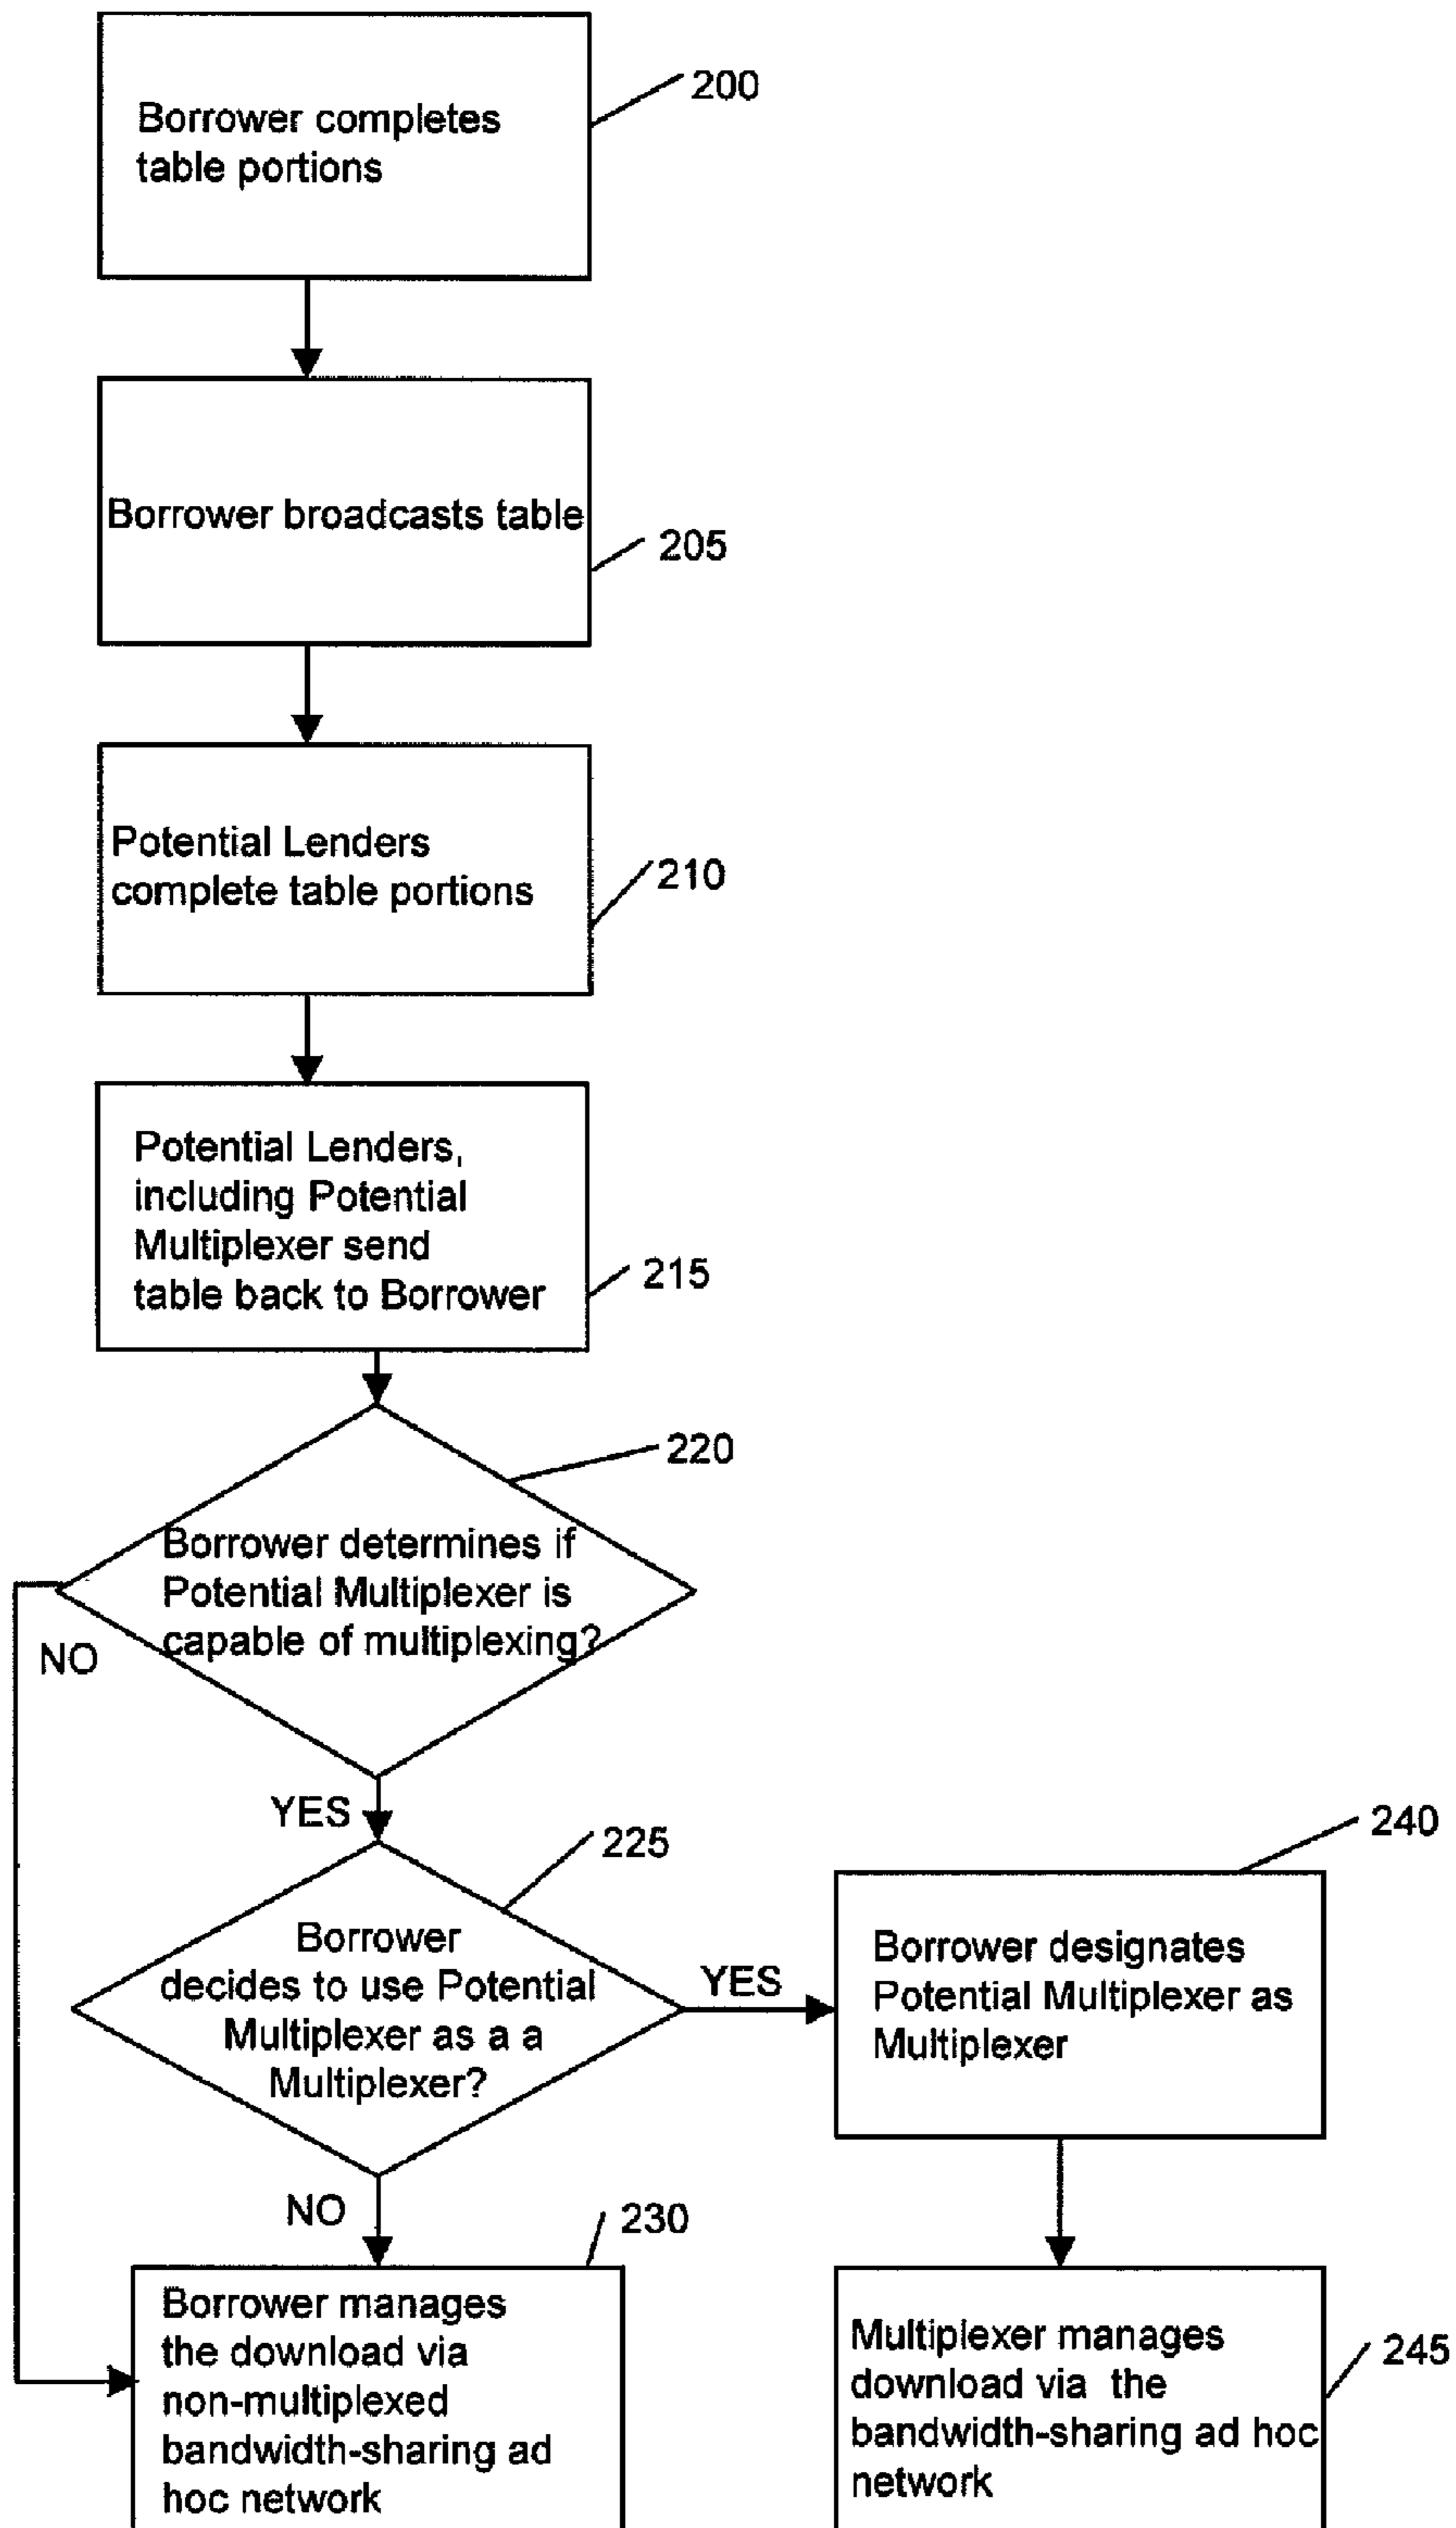 Borrower completes
table portions
200
Borrower broadcasts table
205
Potential Lenders
complete table portions
210
Potential Lenders,
including Potential
Multiplexer send
table back to Borrower
215
220
Borrower determines if
Potential Multiplexer is
capable of multiplexing?
NO
YES
225
Borrower
decides to use Potential
Multiplexer as a a
Multiplexer?
YES
240
Borrower designates
Potential Multiplexer as
Multiplexer
NO
230
Borrower manages
the download via
non-multiplexed
bandwidth-sharing ad
hoc network
Multiplexer manages
download via the
bandwidth-sharing ad hoc
network
245